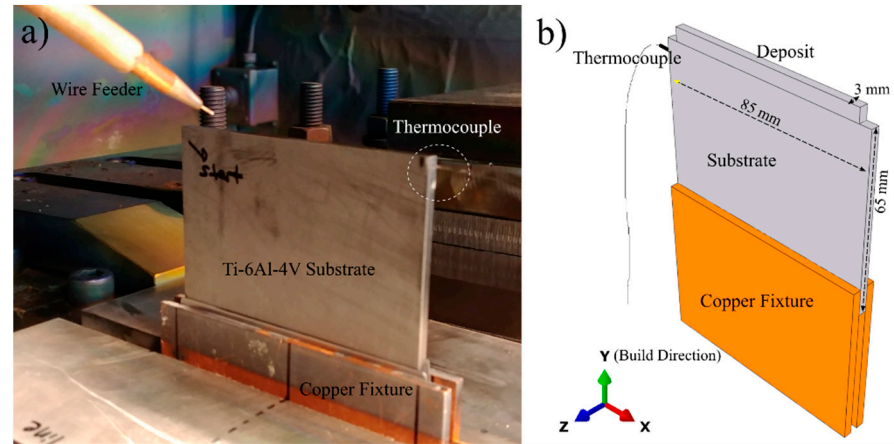 a)
Wire Feeder
Thermocouple
Ti-6Al-4V Substrate
Copper Fixture
b)
Thermocouple
Deposit
3 mm
85 mm
Substrate
65 mm
Copper Fixture
Y (Build Direction)
Z
X